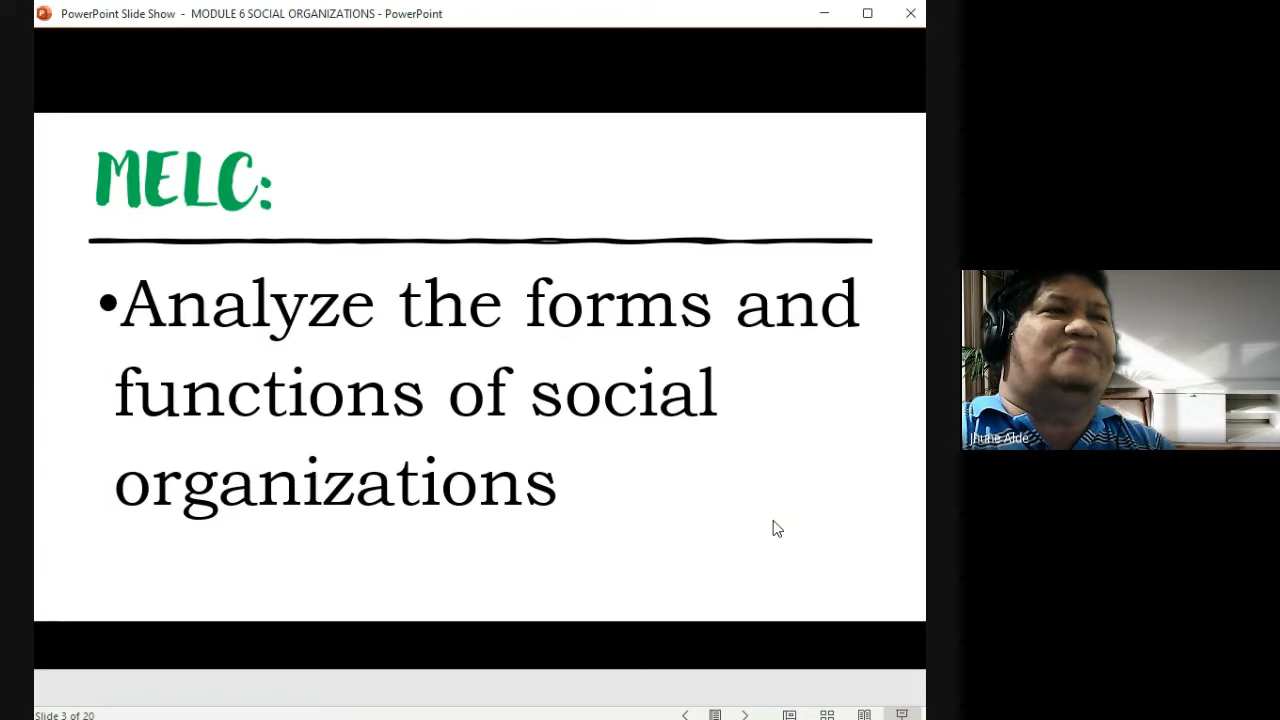 PowerPoint Slide Show - MODULE 6 SOCIAL ORGANIZATIONS - PowerPoint
MELC:
•Analyze the forms and
functions of social
organizations
Jhune Alde
Slide 3 of 20